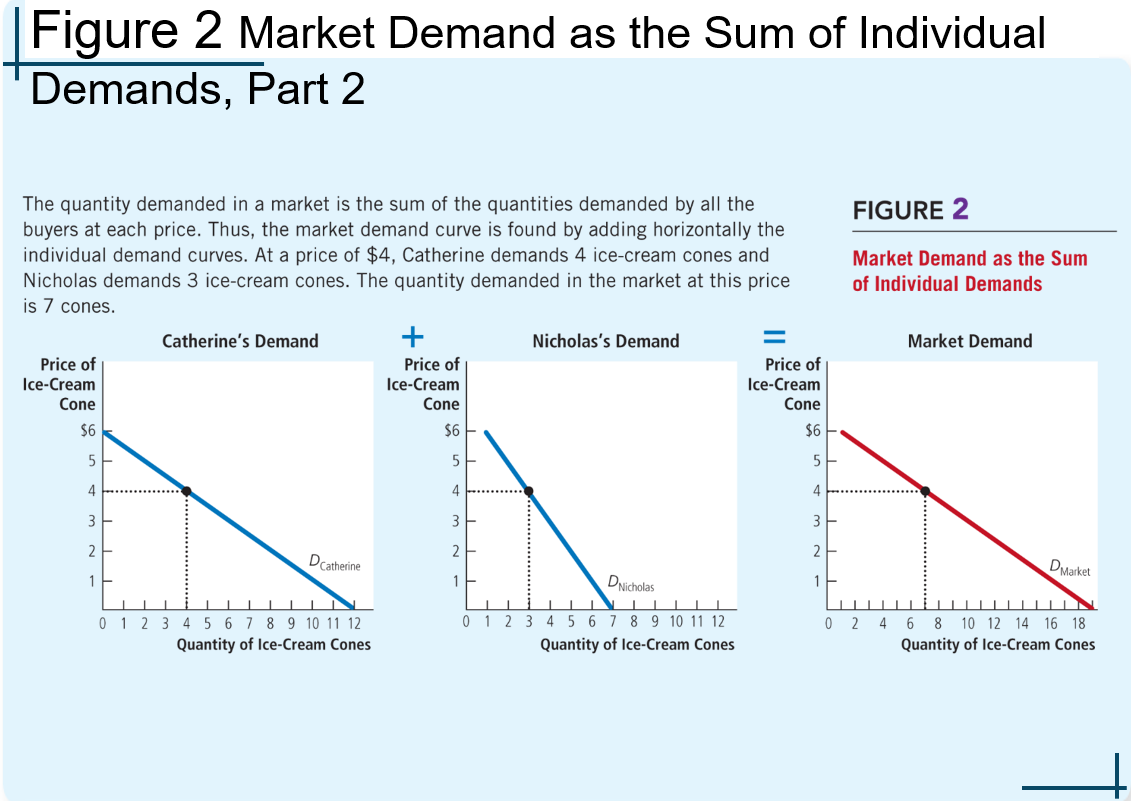 Figure 2 Market Demand as the Sum of Individual
Demands, Part 2
The quantity demanded in a market is the sum of the quantities demanded by all the
buyers at each price. Thus, the market demand curve is found by adding horizontally the
individual demand curves. At a price of $4, Catherine demands 4 ice-cream cones and
Nicholas demands 3 ice-cream cones. The quantity demanded in the market at this price
is 7 cones.
FIGURE 2
Market Demand as the Sum
of Individual Demands
Catherine's Demand
Price of
Ice-Cream
Cone
$6
5
4
3
2
1
D Catherine
0 1 2 3 4 5 6 7 8 9 10 11 12
Quantity of Ice-Cream Cones
+
Nicholas's Demand
Price of
Ice-Cream
Cone
$6
5
4
3
2
1
D Nicholas
0 1 2 3 4 5 6 7 8 9 10 11 12
Quantity of Ice-Cream Cones
=
Market Demand
Price of
Ice-Cream
Cone
$6
5
4
3
2
1
D Market
0 2 4 6 8 10 12 14 16 18
Quantity of Ice-Cream Cones